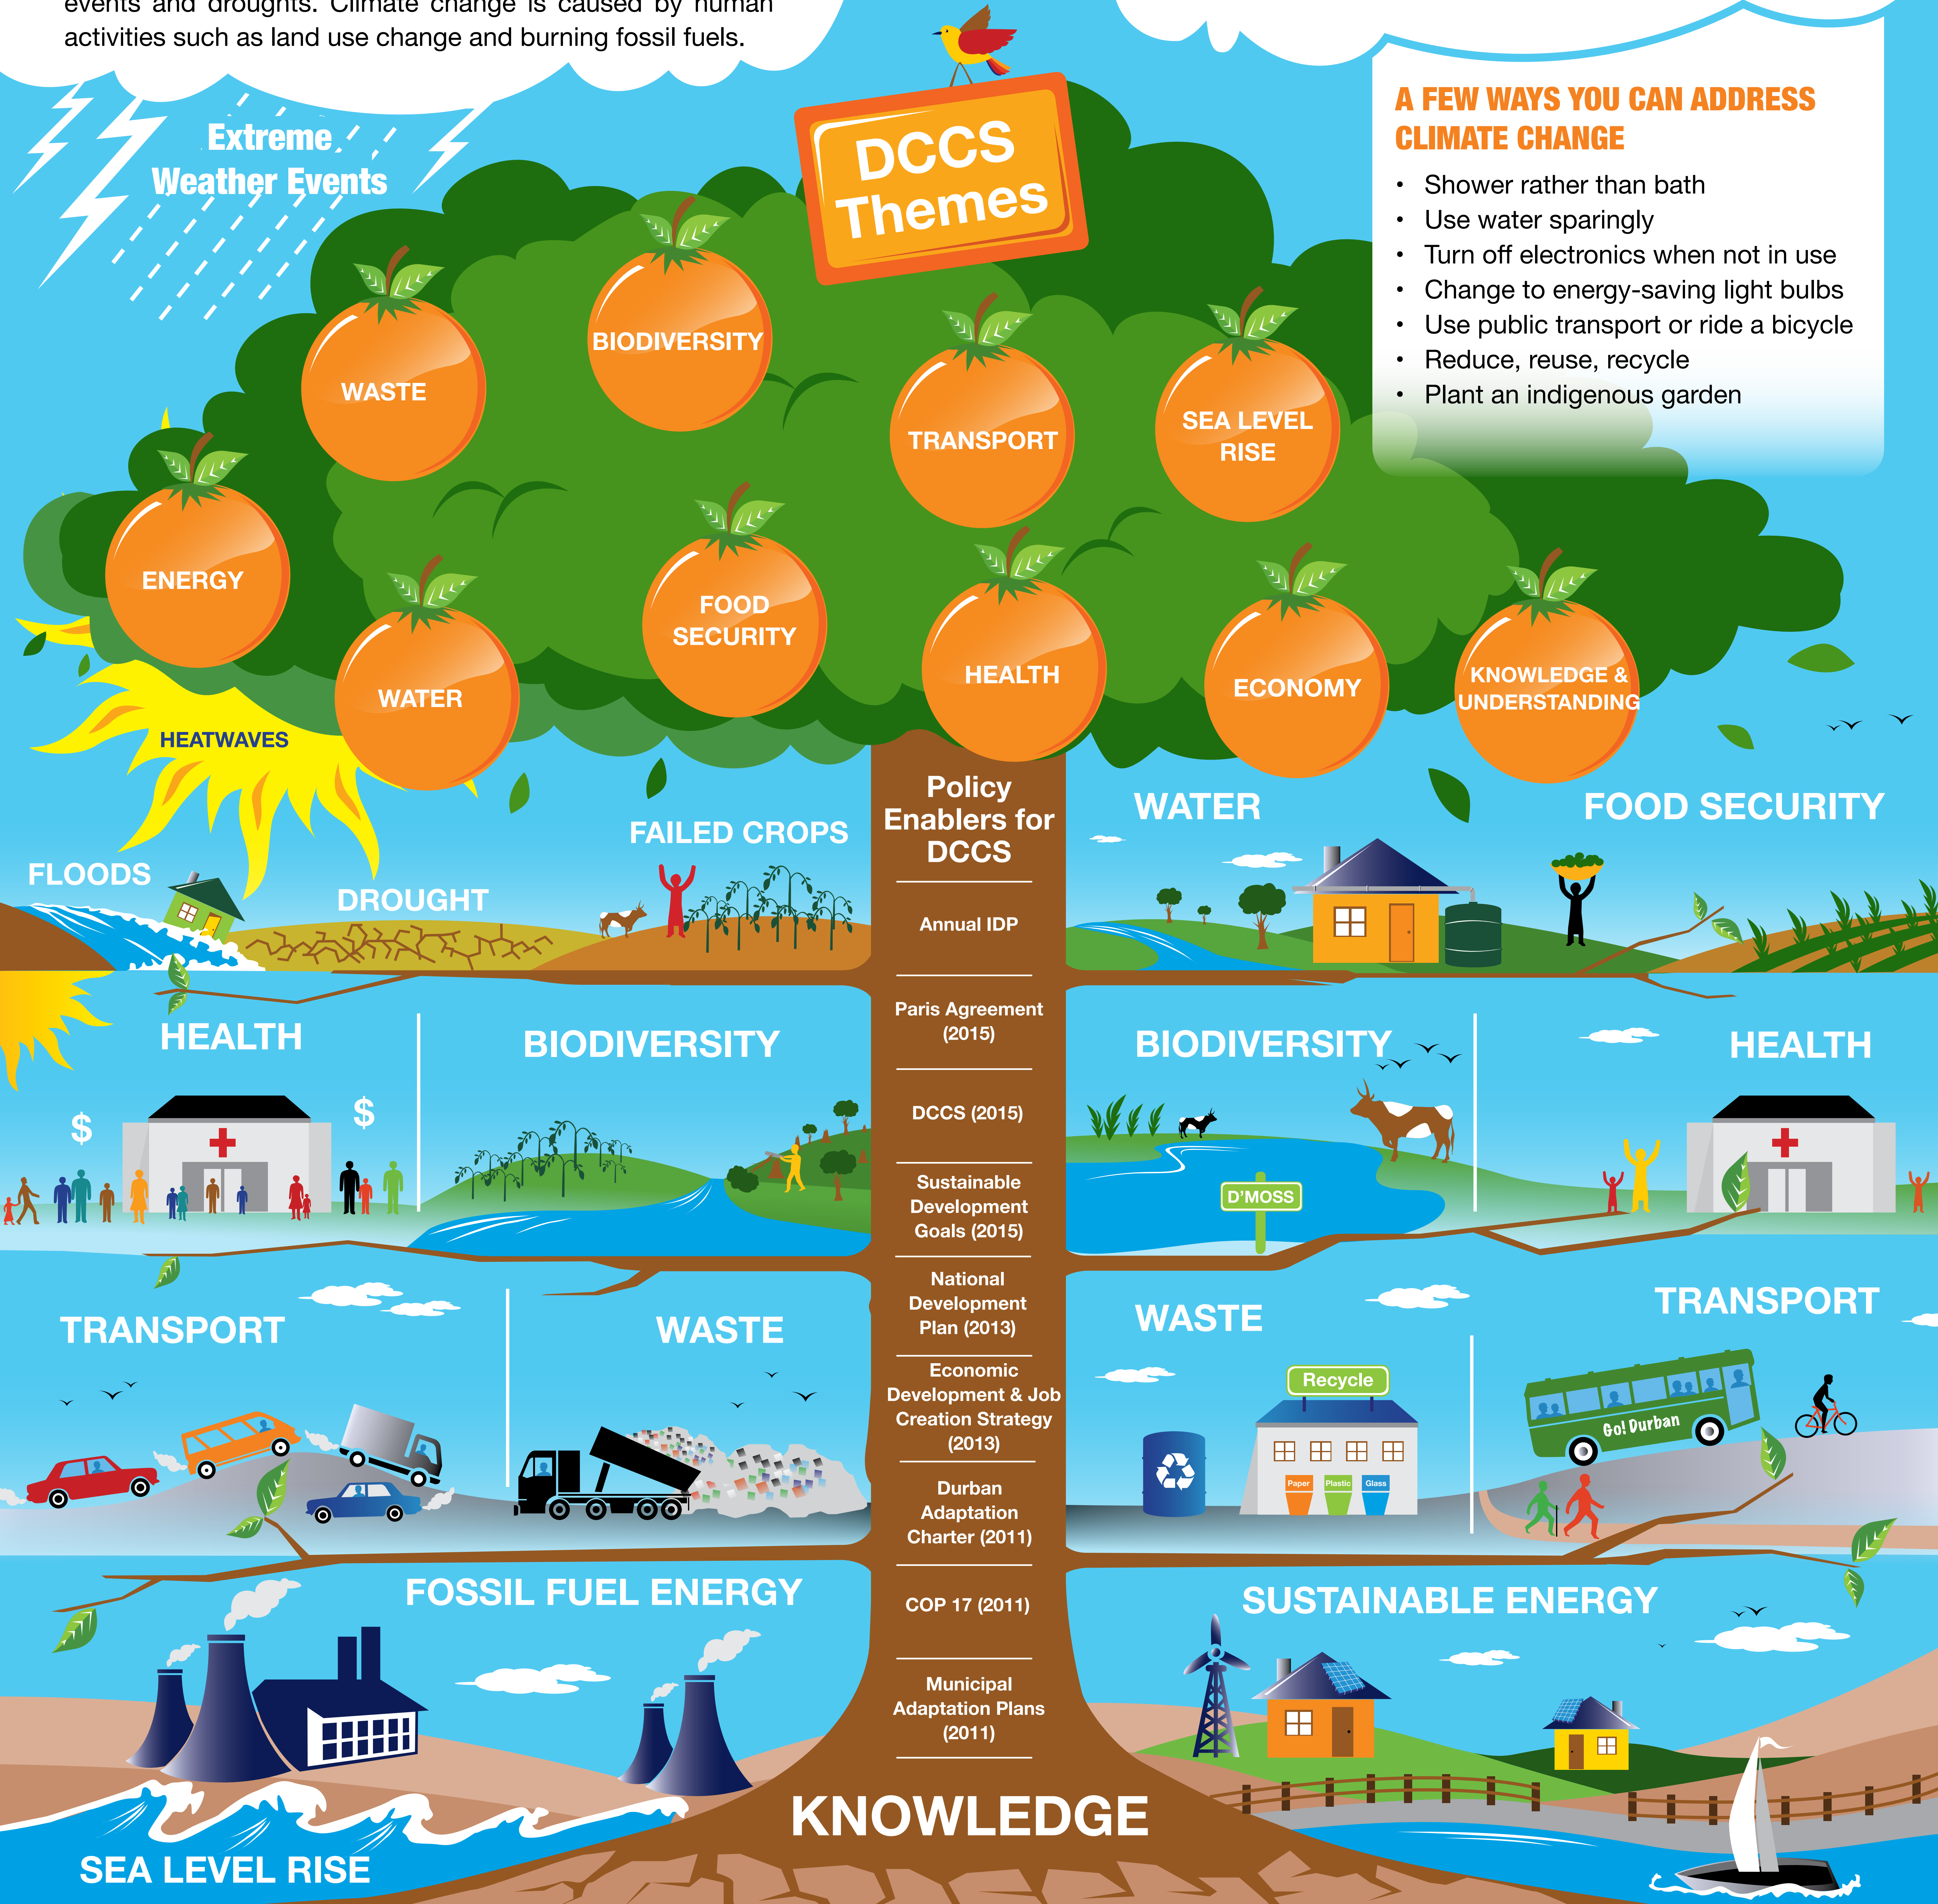 events and droughts. Climate change is caused by human
activities such as land use change and burning fossil fuels.
Extreme
Weather Events
DCCS
Themes
A FEW WAYS YOU CAN ADDRESS
CLIMATE CHANGE
• Shower rather than bath
• Use water sparingly
• Turn off electronics when not in use
• Change to energy-saving light bulbs
• Use public transport or ride a bicycle
• Reduce, reuse, recycle
• Plant an indigenous garden
WASTE
BIODIVERSITY
TRANSPORT
SEA LEVEL
RISE
ENERGY
WATER
FOOD
SECURITY
HEALTH
ECONOMY
KNOWLEDGE &
UNDERSTANDING
HEATWAVES
FLOODS
DROUGHT
FAILED CROPS
Policy
Enablers for
DCCS
Annual IDP
Paris Agreement
(2015)
DCCS (2015)
Sustainable
Development
Goals (2015)
National
Development
Plan (2013)
Economic
Development & Job
Creation Strategy
(2013)
Durban
Adaptation
Charter (2011)
COP 17 (2011)
Municipal
Adaptation Plans
(2011)
KNOWLEDGE
WATER
FOOD SECURITY
HEALTH
$
$
BIODIVERSITY
BIODIVERSITY
D'MOSS
HEALTH
TRANSPORT
WASTE
WASTE
Recycle
Paper
Plastic
Glass
TRANSPORT
Go! Durban
FOSSIL FUEL ENERGY
SUSTAINABLE ENERGY
SEA LEVEL RISE